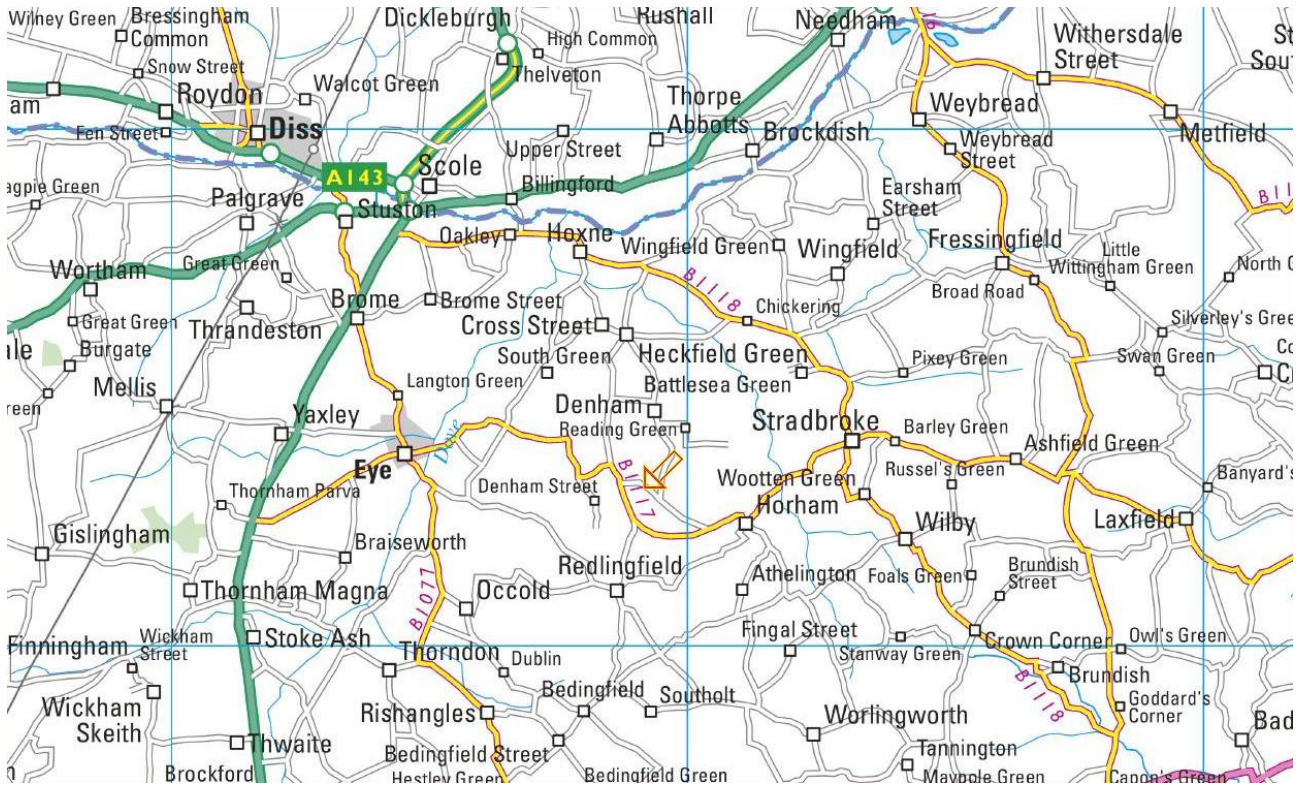 Wilney Green
Bressingham
Common
Dickleburgh
Rushall
Needham
Withersdale
Street
High Common
Snow Street
Walcot Green
Thelveton
am
Roydon
Thorpe
Abbotts
Weybread
Metfield
Fen Street
Diss
Upper Street
Brockdish
Weybread
Street
A143
Scole
Billingford
Earsham
Street
Palgrave
Stuston
Oakley
Hoxne
Wingfield Green
Wingfield
Fressingfield
Little
Wittingham Green
Wortham
Great Green
B1118
Broad Road
Brome
Brome Street
Chickering
Great Green
Thrandeston
Cross Street
Silverley's Gree
Burgate
South Green
Heckfield Green
Pixey Green
Swan Green
Mellis
Langton Green
Battlesea Green
Denham
Reading Green
Yaxley
Dove
Stradbroke
Barley Green
Ashfield Green
Eye
B1117
Russel's Green
Banyard's
Thornham Parva
Denham Street
Wootten Green
Horham
Laxfield
Gislingham
Wilby
Braiseworth
Redlingfield
Athelington
Foals Green
Brundish
Street
Thornham Magna
B1077
Occold
Finningham
Wickham
Street
Stoke Ash
Fingal Street
Crown Corner
Owl's Green
Thorndon
Dublin
Stanway Green
Brundish
Wickham
Skeith
Rishangles
Bedingfield
Southolt
B1118
Goddard's
Corner
Worlingworth
Thwaite
Bedingfield Street
Tannington
Brockford
Hestley Green
Bedingfield Green
Maypole Green
Capon's Green